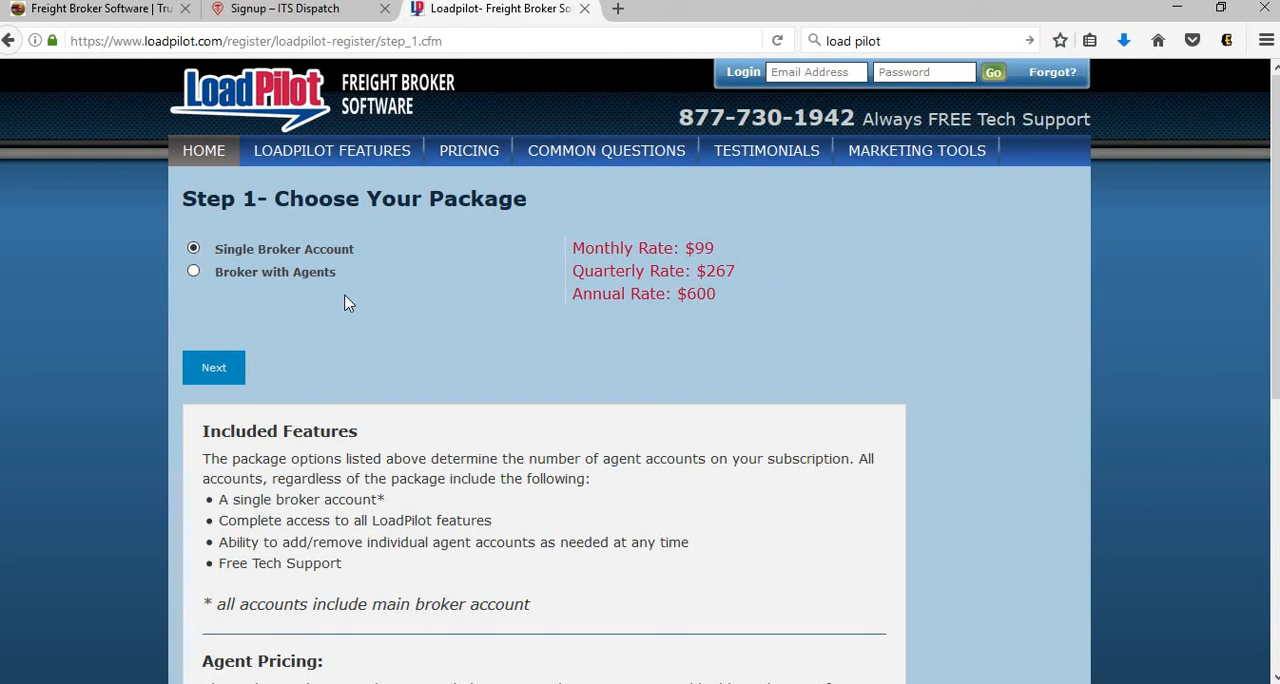 Freight Broker Software | Tru
Signup – ITS Dispatch
Loadpilot- Freight Broker So
https://www.loadpilot.com/register/loadpilot-register/step_1.cfm
load pilot
LoadPilot
FREIGHT BROKER
SOFTWARE
Login Email Address Password Go Forgot?
877-730-1942 Always FREE Tech Support
HOME LOADPILOT FEATURES PRICING COMMON QUESTIONS TESTIMONIALS MARKETING TOOLS
Step 1- Choose Your Package
Single Broker Account
Broker with Agents
Monthly Rate: $99
Quarterly Rate: $267
Annual Rate: $600
Next
Included Features
The package options listed above determine the number of agent accounts on your subscription. All
accounts, regardless of the package include the following:
• A single broker account*
• Complete access to all LoadPilot features
• Ability to add/remove individual agent accounts as needed at any time
• Free Tech Support
* all accounts include main broker account
Agent Pricing: